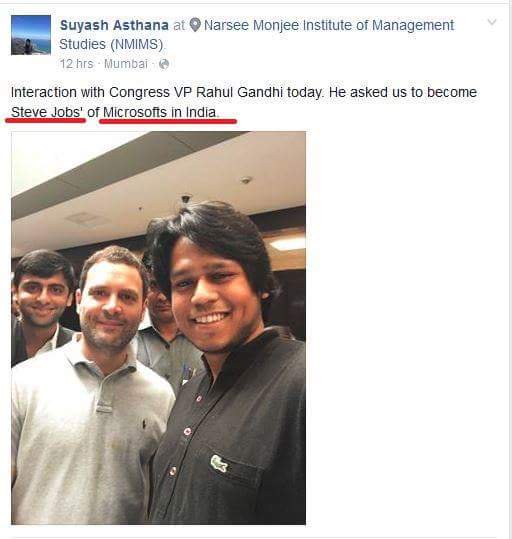 Suyash Asthana at Narsee Monjee Institute of Management
Studies (NMIMS)
12 hrs · Mumbai ·
Interaction with Congress VP Rahul Gandhi today. He asked us to become
Steve Jobs' of Microsofts in India.